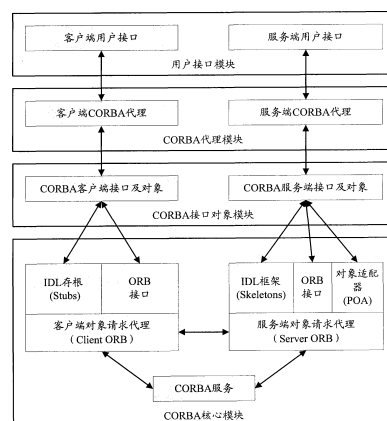 客户端用户接口
服务端用户接口
用户接口模块
客户端CORBA代理
服务端CORBA代理
CORBA代理模块
CORBA客户端接口及对象
CORBA服务端接口及对象
CORBA接口对象模块
IDL存根
(Stubs)
ORB
接口
IDL框架
(Skeletons)
ORB
接口
对象适配
器
(POA)
客户端对象请求代理
(Client ORB)
服务端对象请求代理
(Server ORB)
CORBA服务
CORBA核心模块